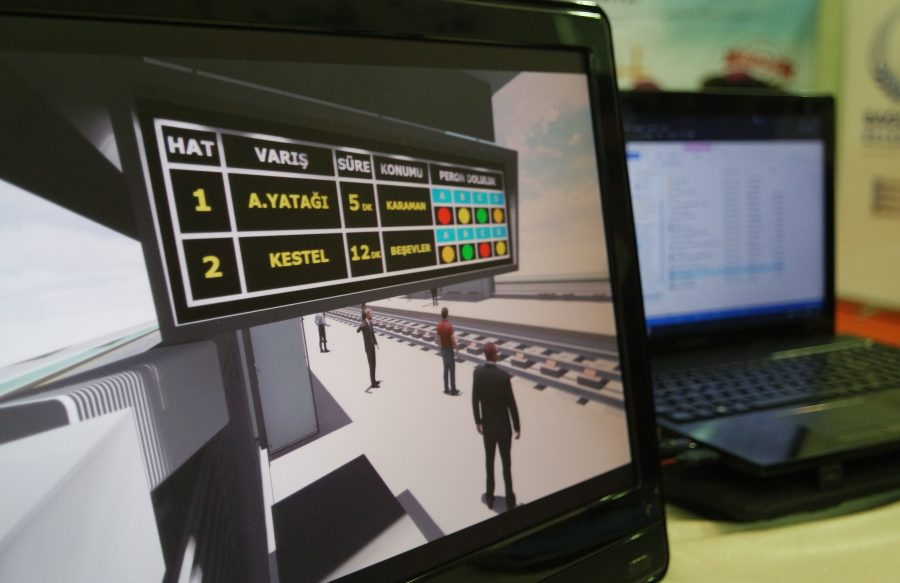 HAT VARIŞ SÜRE KONUMU PERON DOLULUK
A B C D
1 A.YATAĞI 5 DK KARAMAN
A B C D
2 KESTEL 12 DK BEŞEVLER